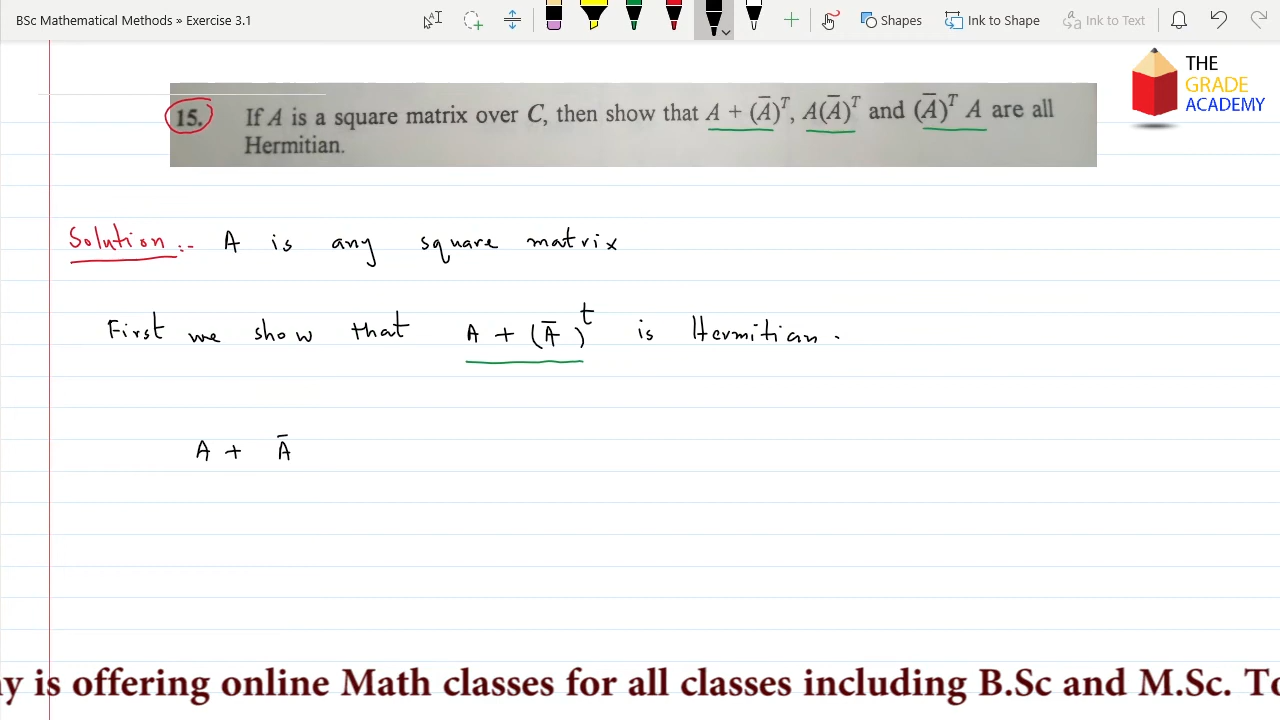 BSc Mathematical Methods » Exercise 3.1
Shapes
Ink to Shape
Ink to Text
THE
GRADE
ACADEMY
15. If A is a square matrix over C, then show that A + (Ā)ᵀ, A(Ā)ᵀ and (Ā)ᵀ A are all
Hermitian.
Solution:- A is any square matrix
First we show that A + (Ā)ᵗ is Hermitian.
A + Ā
is offering online Math classes for all classes including B.Sc and M.Sc.